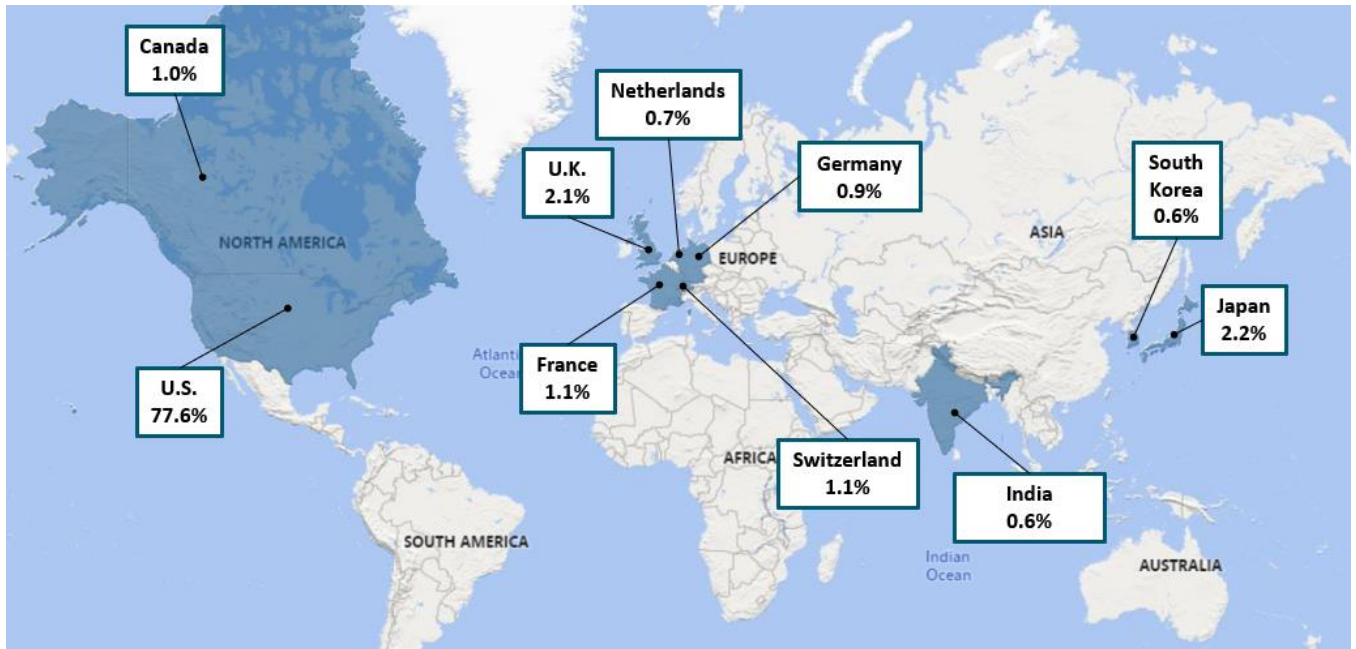 Canada
1.0%
Netherlands
0.7%
U.K.
2.1%
Germany
0.9%
South
Korea
0.6%
NORTH AMERICA
EUROPE
ASIA
Japan
2.2%
U.S.
77.6%
Atlanti
Ocean
France
1.1%
AFRICA
Switzerland
1.1%
India
0.6%
SOUTH AMERICA
Indian
Ocean
AUSTRALIA